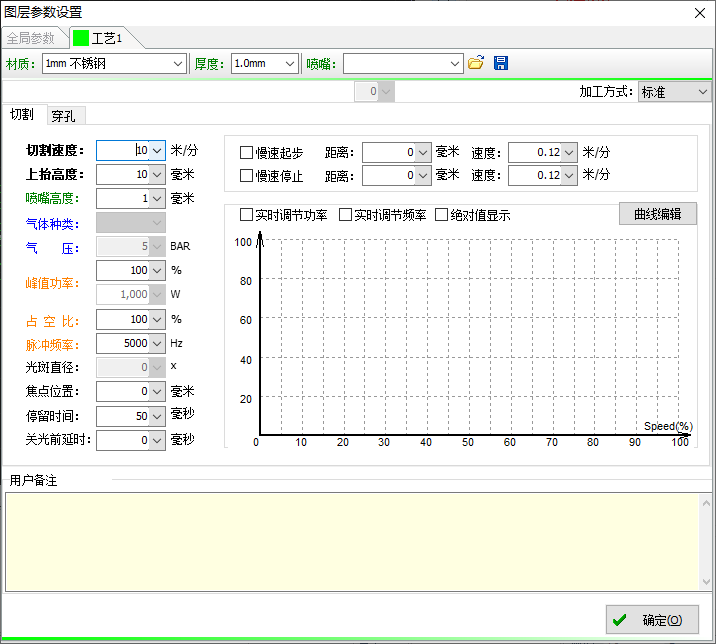 图层参数设置
全局参数 工艺1
材质: 1mm 不锈钢 厚度: 1.0mm 喷嘴:
0 加工方式: 标准
切割 穿孔
切割速度: 10 米/分
上抬高度: 10 毫米
喷嘴高度: 1 毫米
气体种类:
气 压: 5 BAR
峰值功率: 100 %
1,000 W
占 空 比: 100 %
脉冲频率: 5000 Hz
光斑直径: 0 x
焦点位置: 0 毫米
停留时间: 50 毫秒
关光前延时: 0 毫秒
慢速起步 距离: 0 毫米 速度: 0.12 米/分
慢速停止 距离: 0 毫米 速度: 0.12 米/分
实时调节功率 实时调节频率 绝对值显示 曲线编辑
100
80
60
40
20
Speed(%)
0 10 20 30 40 50 60 70 80 90 100
用户备注
确定(O)